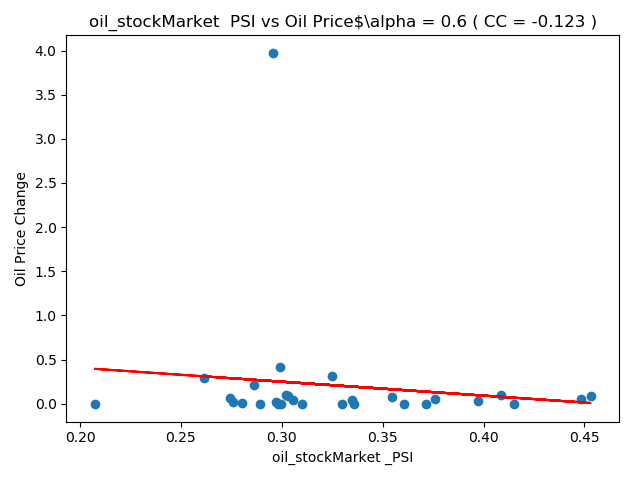 oil_stockMarket  PSI vs Oil Price$\alpha = 0.6 ( CC = -0.123 )
4.0
3.5
3.0
2.5
2.0
1.5
1.0
0.5
0.0
Oil Price Change
0.20 0.25 0.30 0.35 0.40 0.45
oil_stockMarket _PSI